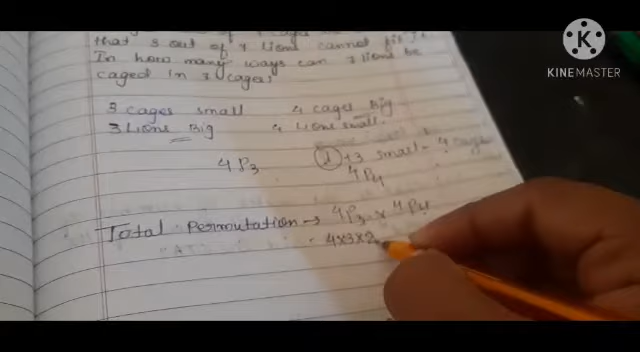 that 3 out of 7 lions cannot fit
In how many ways can 7 lions be
caged in 7 cages
3 cages small 4 cages Big
3 Lions Big 4 Lions small.
4P3 ① + 3 small - 4 cages
4P4
Total Permutation → 4P3 × 4P4
4×3×2
K
KINEMASTER